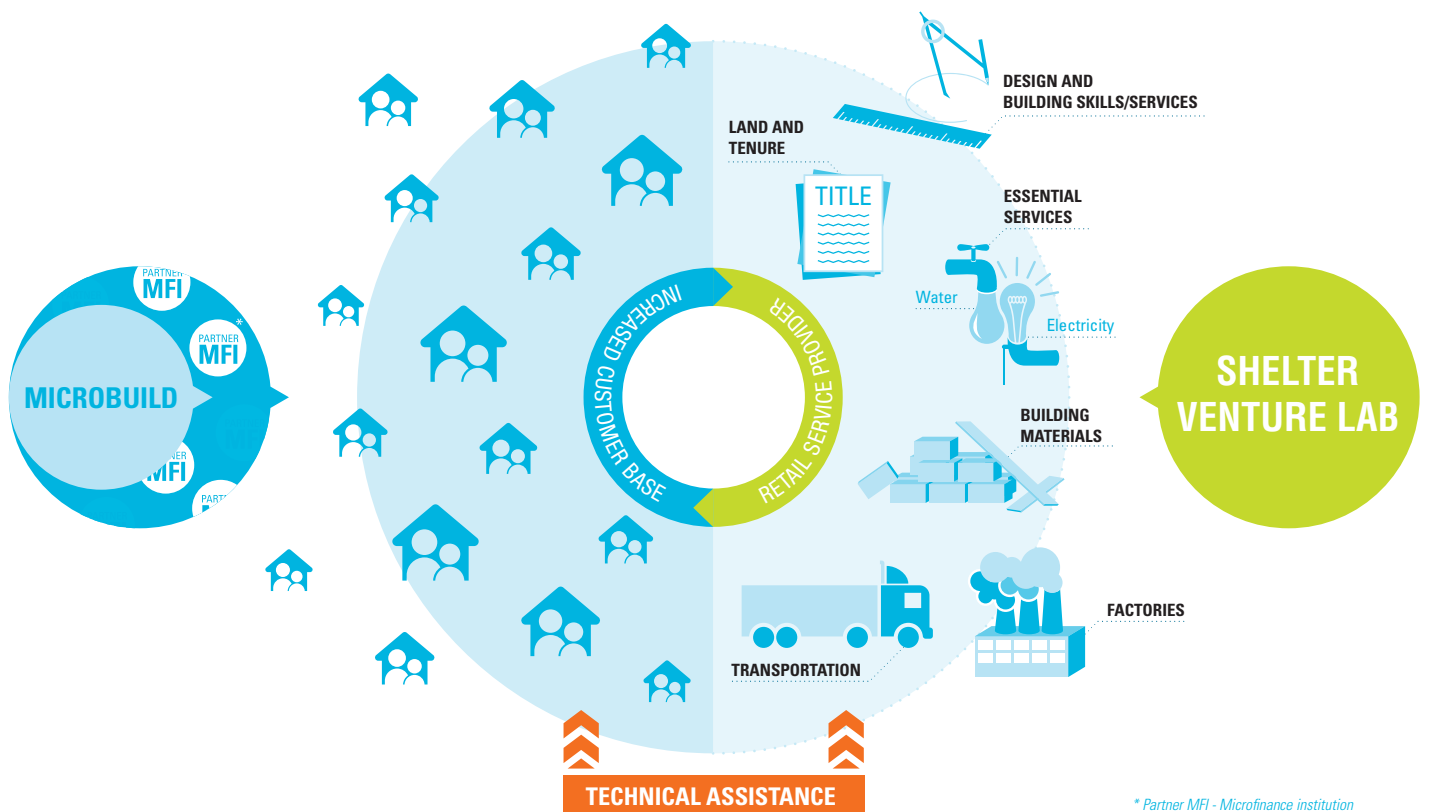 DESIGN AND
BUILDING SKILLS/SERVICES
LAND AND
TENURE
TITLE
ESSENTIAL
SERVICES
Water
Electricity
PARTNER
MFI
PARTNER
MFI
*
MICROBUILD
MFI
PART
INCREASED CUSTOMER BASE
RETAIL SERVICE PROVIDER
SHELTER
VENTURE LAB
BUILDING
MATERIALS
FACTORIES
TRANSPORTATION
TECHNICAL ASSISTANCE
* Partner MFI - Microfinance institution